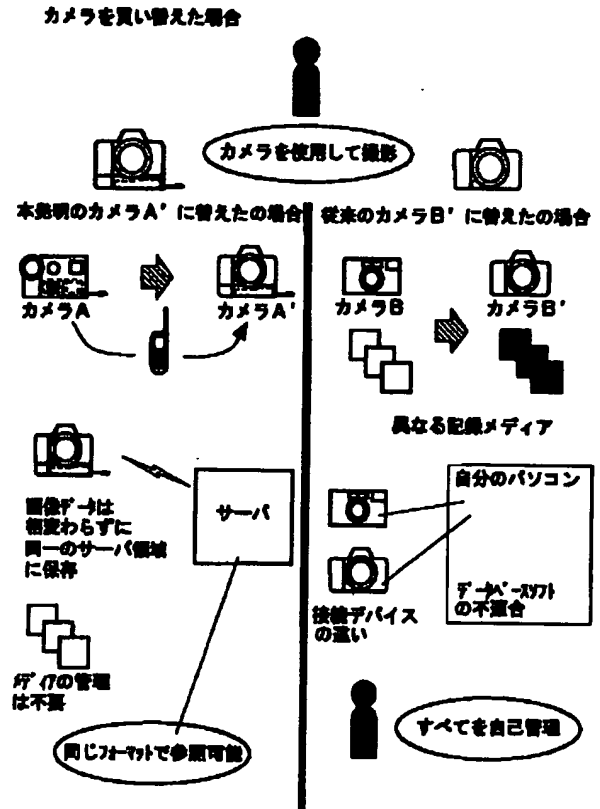 カメラを買い替えた場合
カメラを使用して撮影
本発明のカメラA'に替えたの場合
従来のカメラB'に替えたの場合
カメラA
カメラA'
カメラB
カメラB'
異なる記録メディア
画像データは
相変わらずに
同一のサーバ領域
に保存
サーバ
自分のパソコン
データベースソフト
の不適合
接続デバイス
の違い
メディアの管理
は不要
同じフォーマットで参照可能
すべてを自己管理